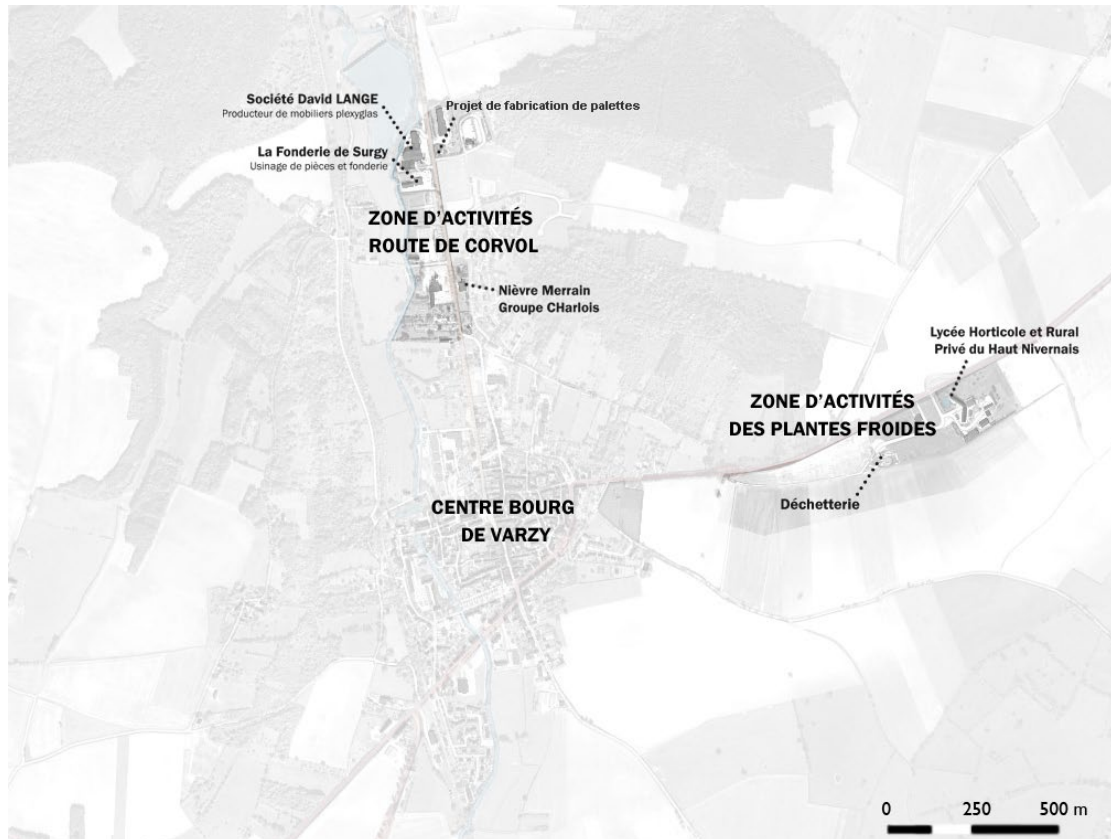 Société David LANGE
Producteur de mobiliers plexyglas
Projet de fabrication de palettes
La Fonderie de Surgy
Usinage de pièces et fonderie
ZONE D'ACTIVITÉS
ROUTE DE CORVOL
Nièvre Merrain
Groupe CHarlois
Lycée Horticole et Rural
Privé du Haut Nivernais
ZONE D'ACTIVITÉS
DES PLANTES FROIDES
Déchetterie
CENTRE BOURG
DE VARZY
0 250 500 m